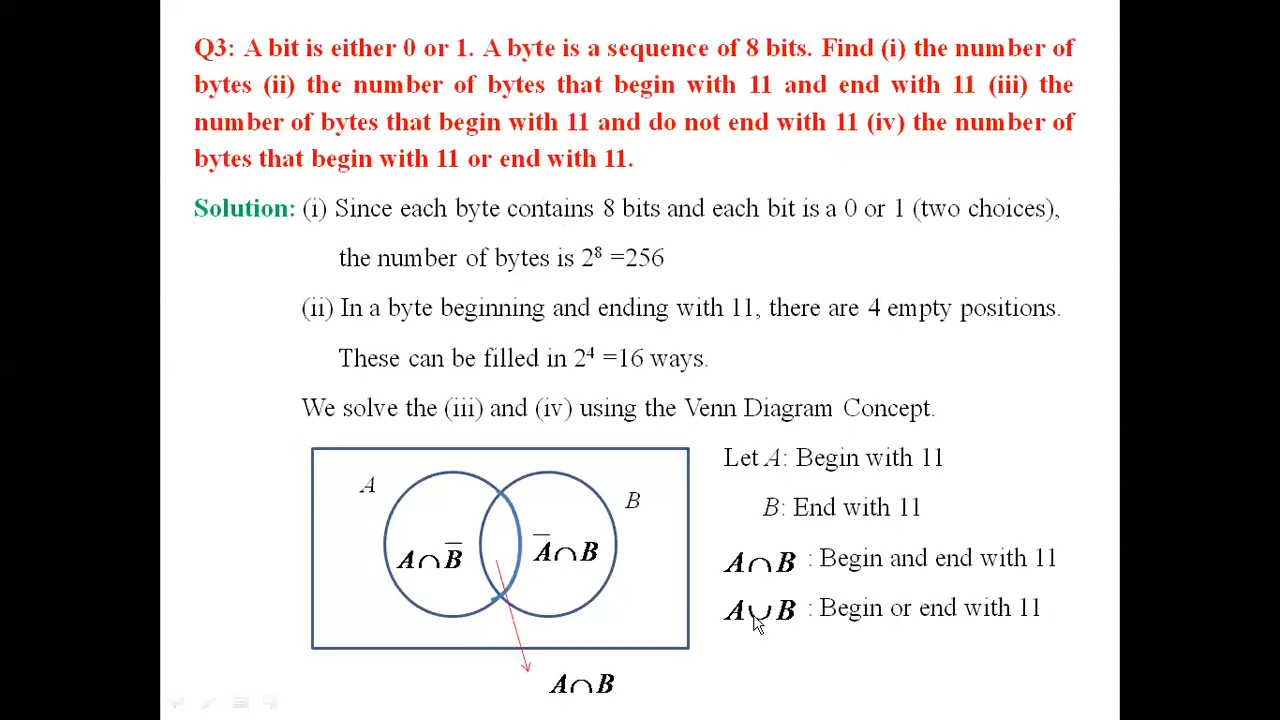 Q3: A bit is either 0 or 1. A byte is a sequence of 8 bits. Find (i) the number of
bytes (ii) the number of bytes that begin with 11 and end with 11 (iii) the
number of bytes that begin with 11 and do not end with 11 (iv) the number of
bytes that begin with 11 or end with 11.
Solution: (i) Since each byte contains 8 bits and each bit is a 0 or 1 (two choices),
the number of bytes is 2⁸ =256
(ii) In a byte beginning and ending with 11, there are 4 empty positions.
These can be filled in 2⁴ =16 ways.
We solve the (iii) and (iv) using the Venn Diagram Concept.
A
B
A∩B̅
A̅∩B
A∩B
Let A: Begin with 11
B: End with 11
A∩B : Begin and end with 11
A∪B : Begin or end with 11